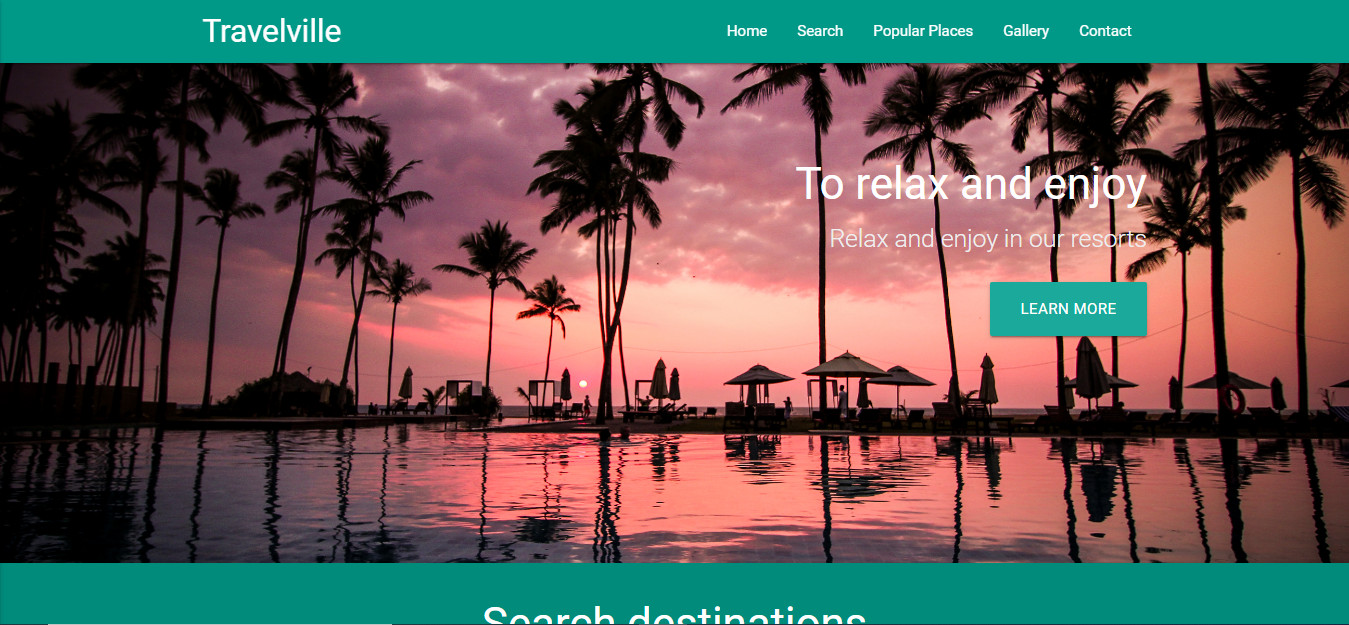 Travelville
Home Search Popular Places Gallery Contact
To relax and enjoy
Relax and enjoy in our resorts
LEARN MORE
Search destinations